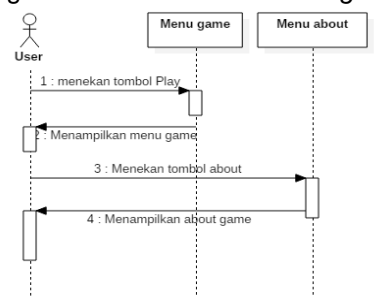 Menu game
Menu about
User
1 : menekan tombol Play
2 : Menampilkan menu game
3 : Menekan tombol about
4 : Menampilkan about game